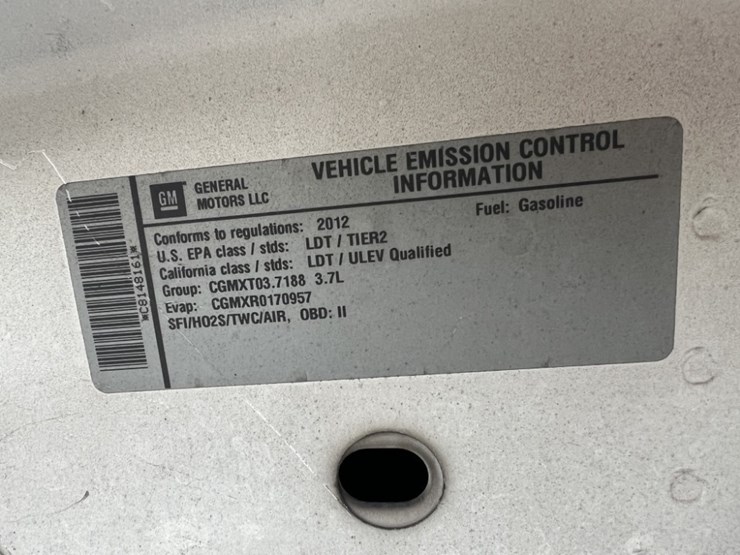 GM
GENERAL
MOTORS LLC
VEHICLE EMISSION CONTROL
INFORMATION
Fuel: Gasoline
Conforms to regulations: 2012
U.S. EPA class / stds: LDT / TIER2
California class / stds: LDT / ULEV Qualified
Group: CGMXT03.7188 3.7L
Evap: CGMXR0170957
SFI/HO2S/TWC/AIR, OBD: II
*C8148161*